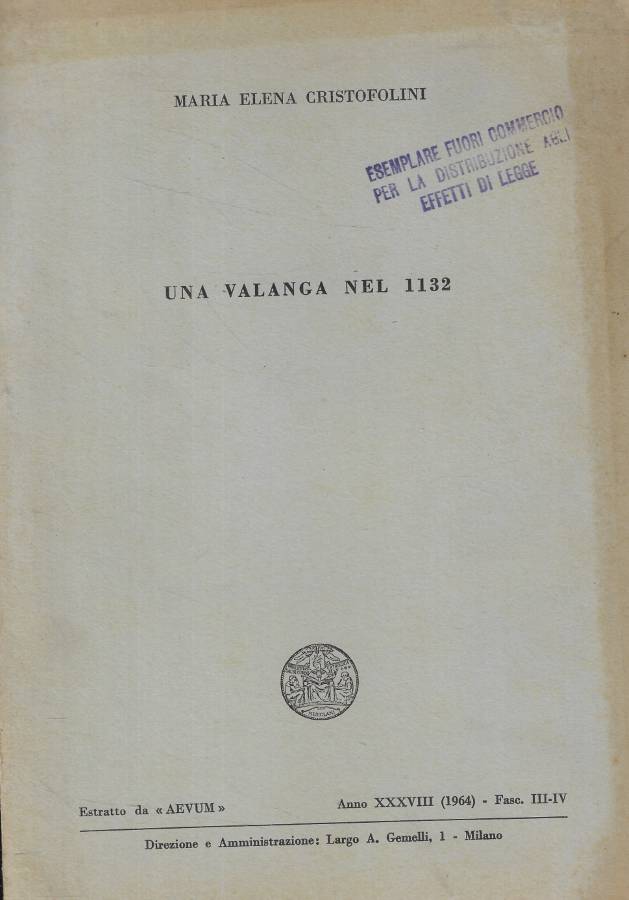 MARIA ELENA CRISTOFOLINI
ESEMPLARE FUORI COMMERCIO
PER LA DISTRIBUZIONE AGLI
EFFETTI DI LEGGE
UNA VALANGA NEL 1132
Estratto da « AEVUM »
Anno XXXVIII (1964) - Fasc. III-IV
Direzione e Amministrazione: Largo A. Gemelli, 1 - Milano